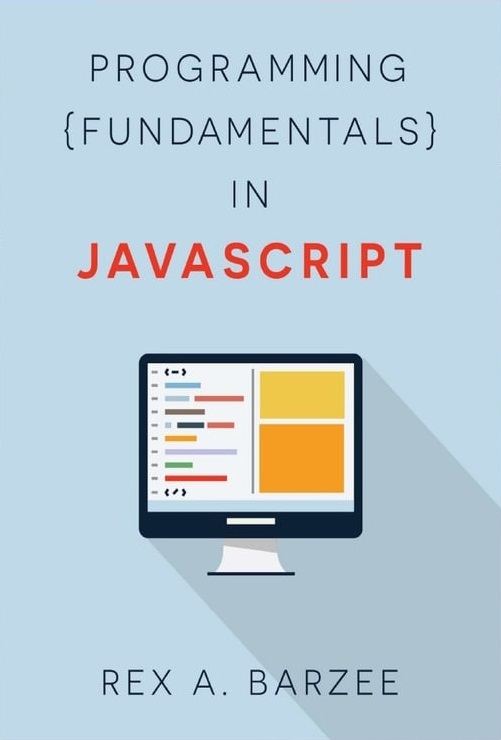 PROGRAMMING
{FUNDAMENTALS}
IN
JAVASCRIPT
REX A. BARZEE